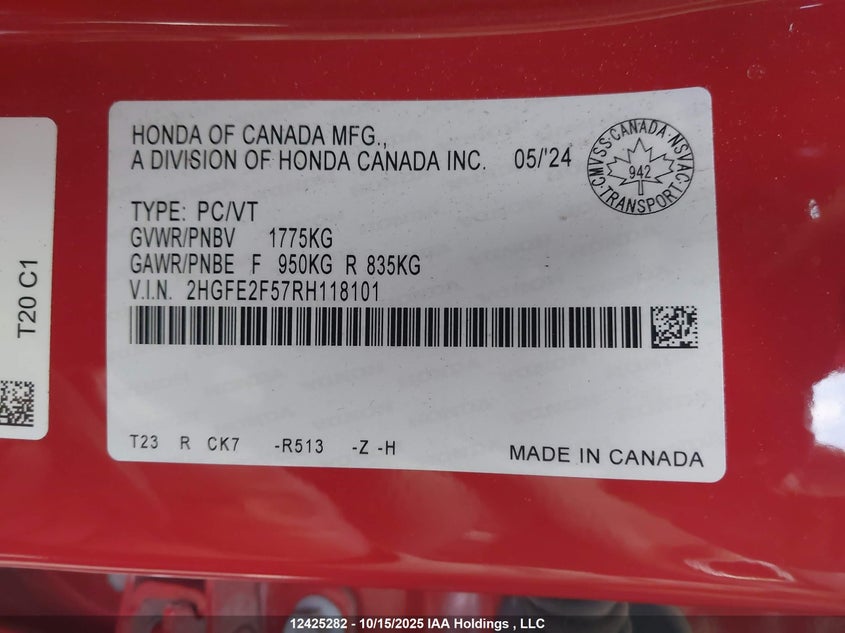 HONDA OF CANADA MFG.,
A DIVISION OF HONDA CANADA INC. 05/'24
CMVSS·CANADA·NSVAC
942
TRANSPORT
TYPE: PC/VT
GVWR/PNBV 1775KG
GAWR/PNBE F 950KG R 835KG
V.I.N. 2HGFE2F57RH118101
T23 R CK7 -R513 -Z -H
MADE IN CANADA
T20 C1
12425282 - 10/15/2025 IAA Holdings , LLC